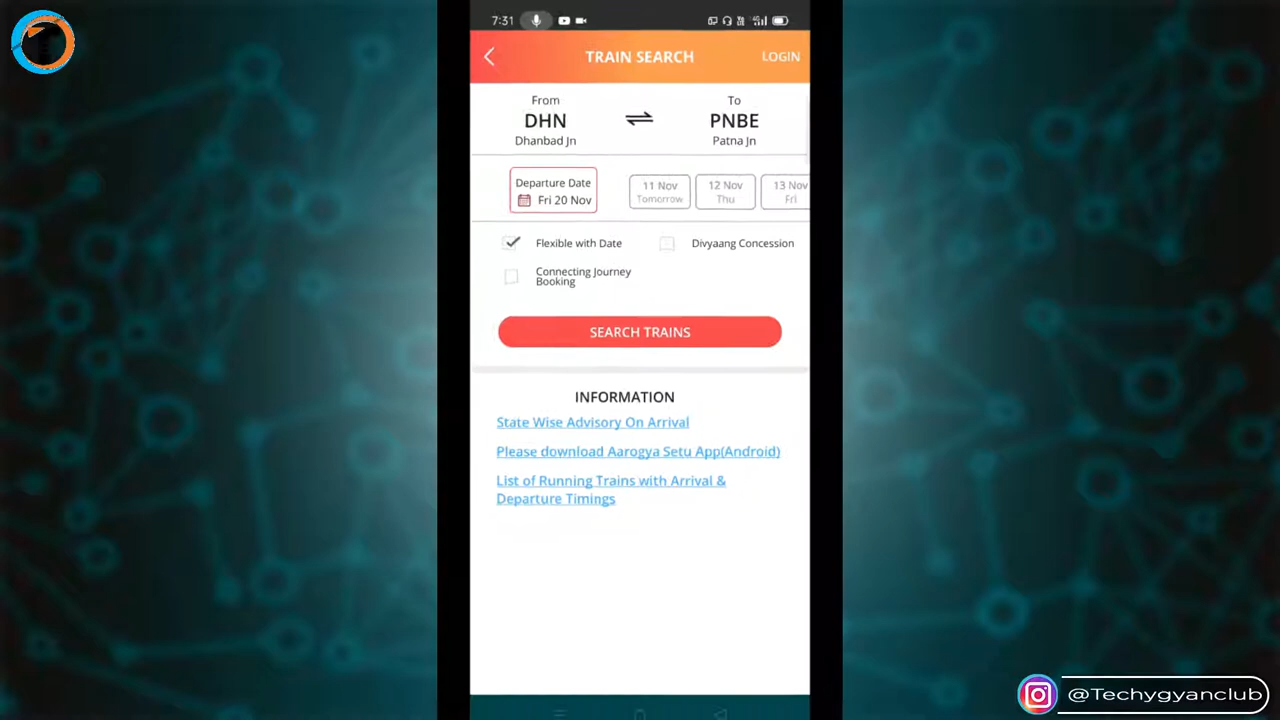 7:31
TRAIN SEARCH
LOGIN
From
To
DHN
PNBE
Dhanbad Jn
Patna Jn
Departure Date
Fri 20 Nov
11 Nov
Tomorrow
12 Nov
Thu
13 Nov
Fri
Flexible with Date
Divyaang Concession
Connecting Journey
Booking
SEARCH TRAINS
INFORMATION
State Wise Advisory On Arrival
Please download Aarogya Setu App(Android)
List of Running Trains with Arrival &
Departure Timings
@Techygyanclub